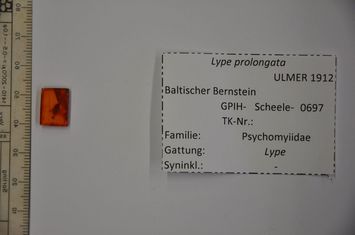 Lype prolongata
ULMER 1912
Baltischer Bernstein
GPIH- Scheele- 0697
TK-Nr.:
Familie: Psychomyiidae
Gattung: Lype
Syninkl.: -